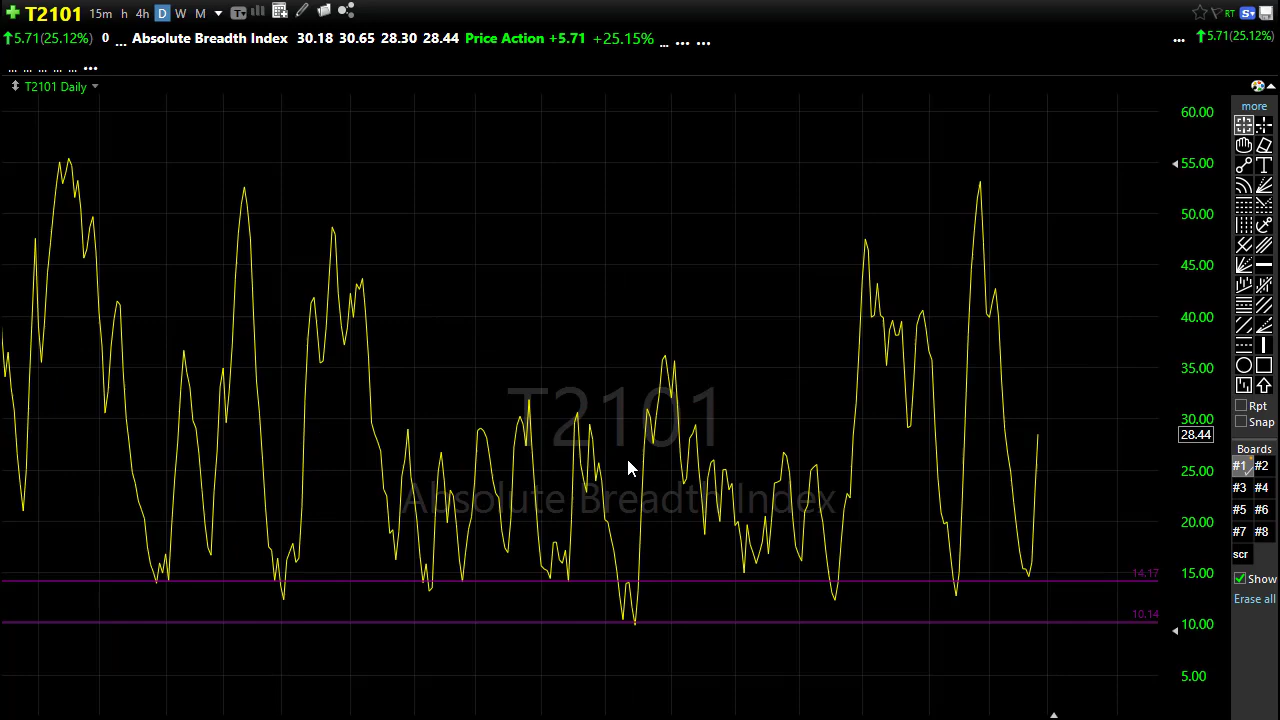 T2101 15m h 4h D W M T RT S
5.71(25.12%) 0 ... Absolute Breadth Index 30.18 30.65 28.30 28.44 Price Action +5.71 +25.15% ... ... ... ... 5.71(25.12%)
... ... ... ... ... ...
T2101 Daily
more
60.00
55.00
50.00
45.00
40.00
35.00
30.00
28.44
25.00
20.00
15.00
10.00
5.00
T2101
Absolute Breadth Index
14.17
10.14
T
Rpt
Snap
Boards
#1 #2
#3 #4
#5 #6
#7 #8
scr
Show
Erase all